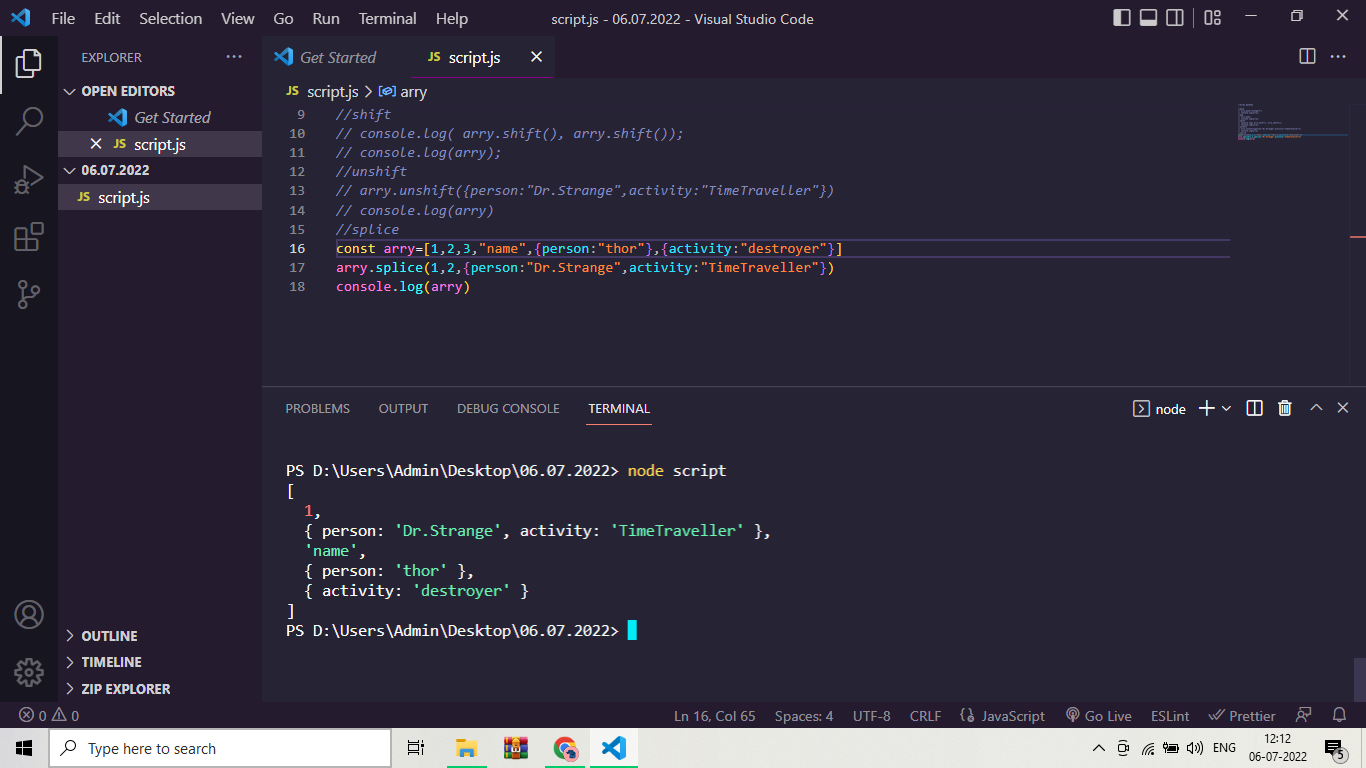 File Edit Selection View Go Run Terminal Help script.js - 06.07.2022 - Visual Studio Code
EXPLORER
OPEN EDITORS
Get Started
JS script.js
06.07.2022
JS script.js
OUTLINE
TIMELINE
ZIP EXPLORER
Get Started JS script.js
JS script.js > arry
9 //shift
10 // console.log( arry.shift(), arry.shift());
11 // console.log(arry);
12 //unshift
13 // arry.unshift({person:"Dr.Strange",activity:"TimeTraveller"})
14 // console.log(arry)
15 //splice
16 const arry=[1,2,3,"name",{person:"thor"},{activity:"destroyer"}]
17 arry.splice(1,2,{person:"Dr.Strange",activity:"TimeTraveller"})
18 console.log(arry)
PROBLEMS OUTPUT DEBUG CONSOLE TERMINAL node
PS D:\Users\Admin\Desktop\06.07.2022> node script
[
  1,
  { person: 'Dr.Strange', activity: 'TimeTraveller' },
  'name',
  { person: 'thor' },
  { activity: 'destroyer' }
]
PS D:\Users\Admin\Desktop\06.07.2022>
0 0 Ln 16, Col 65 Spaces: 4 UTF-8 CRLF JavaScript Go Live ESLint Prettier
Type here to search ENG 12:12
06-07-2022 5